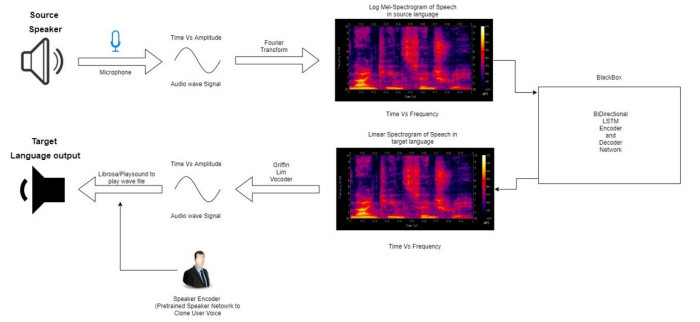 Source
Speaker
Microphone
Time Vs Amplitude
Audio wave Signal
Fourier
Transform
Log Mel-Spectrogram of Speech
in source language
Time Vs Frequency
BlackBox
BiDirectional
LSTM
Encoder
and
Decoder
Network
Linear Spectrogram of Speech in
target language
Time Vs Frequency
Griffin
Lim
Vocoder
Time Vs Amplitude
Audio wave Signal
Librosa/Playsound to
play wave file
Target
Language output
Speaker Encoder
(Pretrained Speaker Netowrk to
Clone User Voice